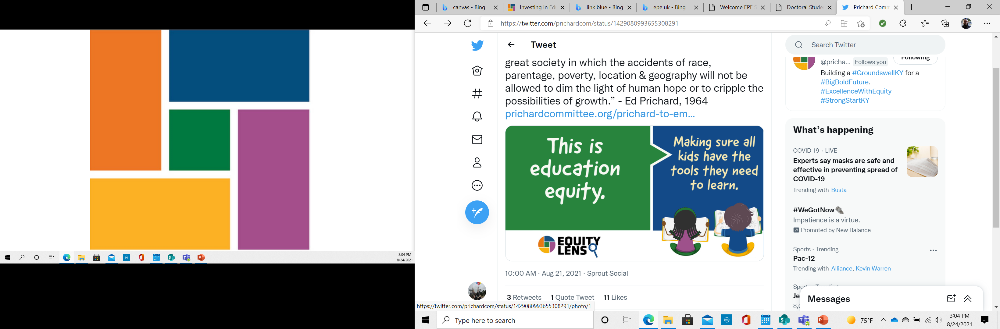 3:04 PM
8/24/2021
canvas - Bing
Investing in Ed
link blue - Bing
epe uk - Bing
Welcome EPE S
Doctoral Stude
Prichard Com
https://twitter.com/prichardcom/status/1429080993655308291
Tweet
great society in which the accidents of race,
parentage, poverty, location & geography will not be
allowed to dim the light of human hope or to cripple the
possibilities of growth.” - Ed Prichard, 1964
prichardcommittee.org/prichard-to-em...
This is
education
equity.
Making sure all
kids have the
tools they need
to learn.
EQUITY
LENS
10:00 AM · Aug 21, 2021 · Sprout Social
3 Retweets 1 Quote Tweet 11 Likes
https://twitter.com/prichardcom/status/1429080993655308291/photo/1
Search Twitter
@pricha... Follows you
Following
Building a #GroundswellKY for a
#BigBoldFuture.
#ExcellenceWithEquity
#StrongStartKY
What’s happening
COVID-19 · LIVE
Experts say masks are safe and
effective in preventing spread of
COVID-19
Trending with Busta
#WeGotNow
Impatience is a virtue.
Promoted by New Balance
Sports · Trending
Pac-12
Trending with Alliance, Kevin Warren
Sports · Trending
Je
Messages
Type here to search
75°F
3:04 PM
8/24/2021